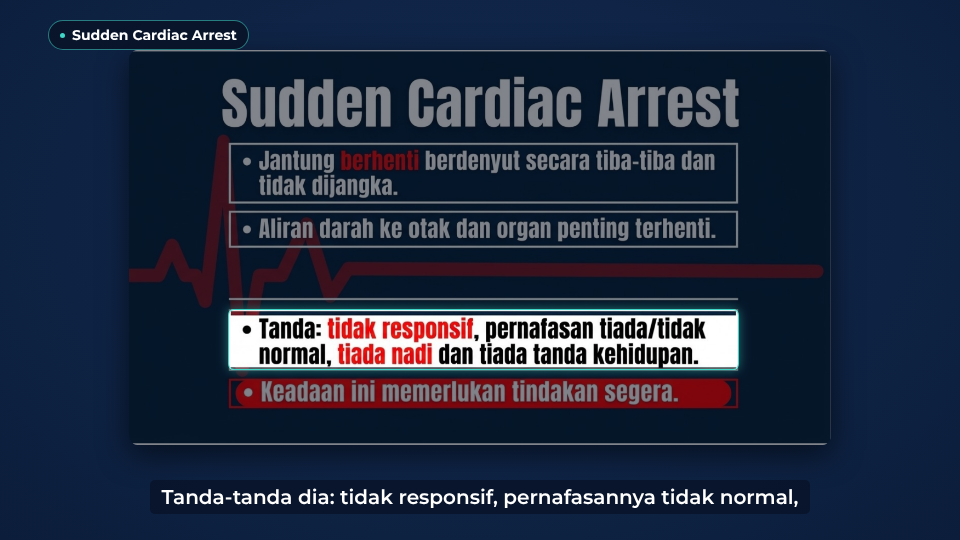 Sudden Cardiac Arrest
Sudden Cardiac Arrest
• Jantung berhenti berdenyut secara tiba-tiba dan
tidak dijangka.
• Aliran darah ke otak dan organ penting terhenti.
• Tanda: tidak responsif, pernafasan tiada/tidak
normal, tiada nadi dan tiada tanda kehidupan.
• Keadaan ini memerlukan tindakan segera.
Tanda-tanda dia: tidak responsif, pernafasannya tidak normal,